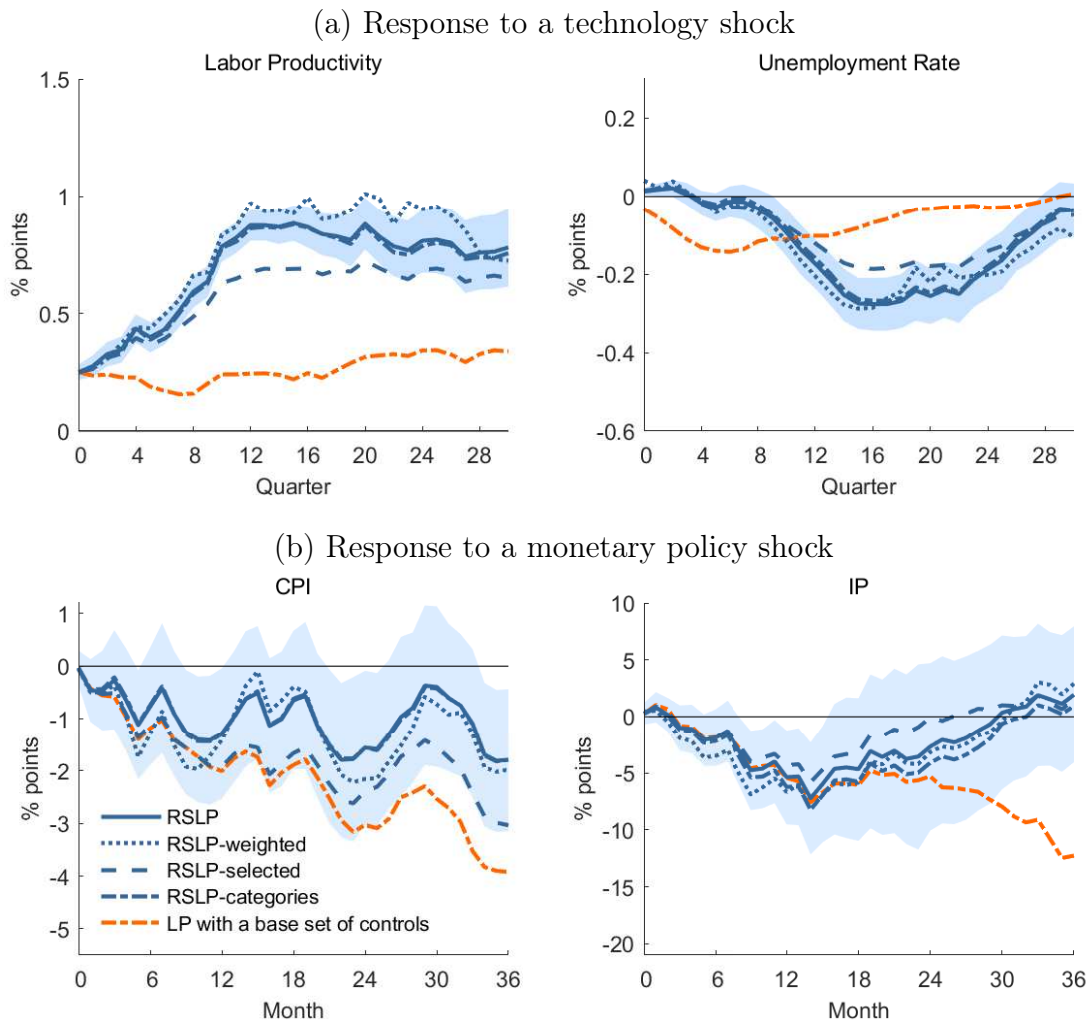 (a) Response to a technology shock
Labor Productivity
% points
1.5
1
0.5
0
0 4 8 12 16 20 24 28
Quarter
Unemployment Rate
% points
0.2
0
-0.2
-0.4
-0.6
0 4 8 12 16 20 24 28
Quarter
(b) Response to a monetary policy shock
CPI
% points
1
0
-1
-2
-3
-4
-5
RSLP
RSLP-weighted
RSLP-selected
RSLP-categories
LP with a base set of controls
0 6 12 18 24 30 36
Month
IP
% points
10
5
0
-5
-10
-15
-20
0 6 12 18 24 30 36
Month